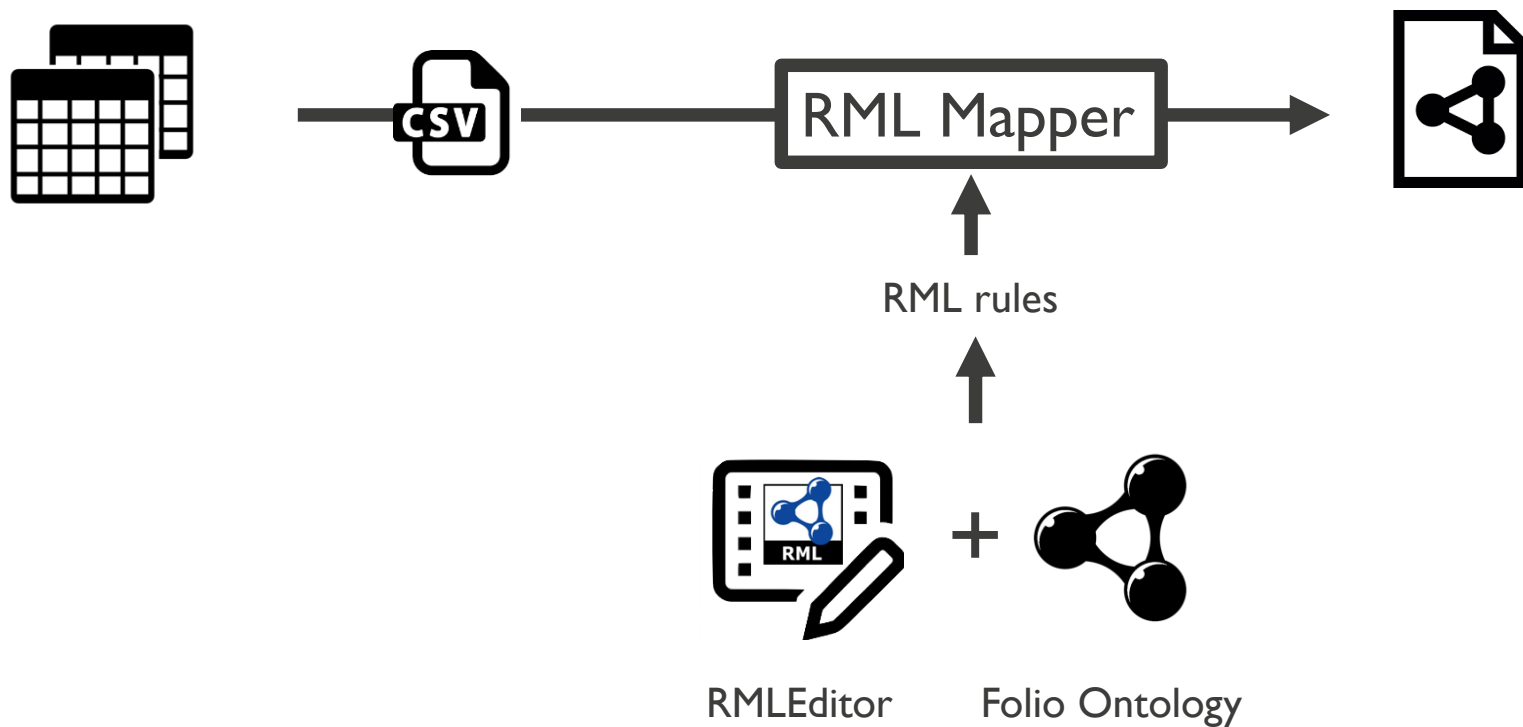 CSV
RML Mapper
RML rules
RML
RMLEditor
Folio Ontology